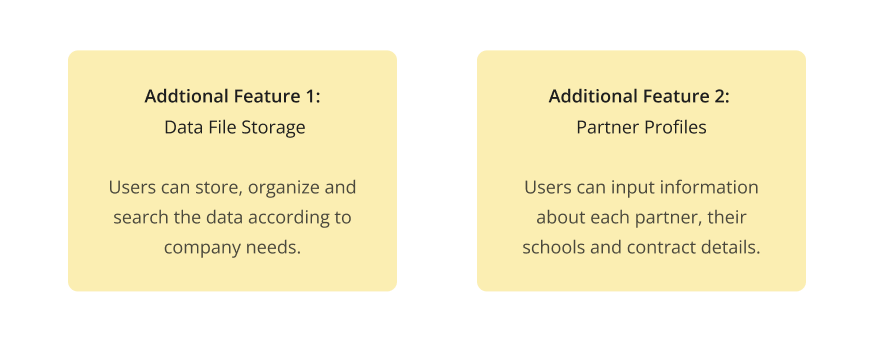 Addtional Feature 1:
Data File Storage
Users can store, organize and
search the data according to
company needs.
Additional Feature 2:
Partner Profiles
Users can input information
about each partner, their
schools and contract details.